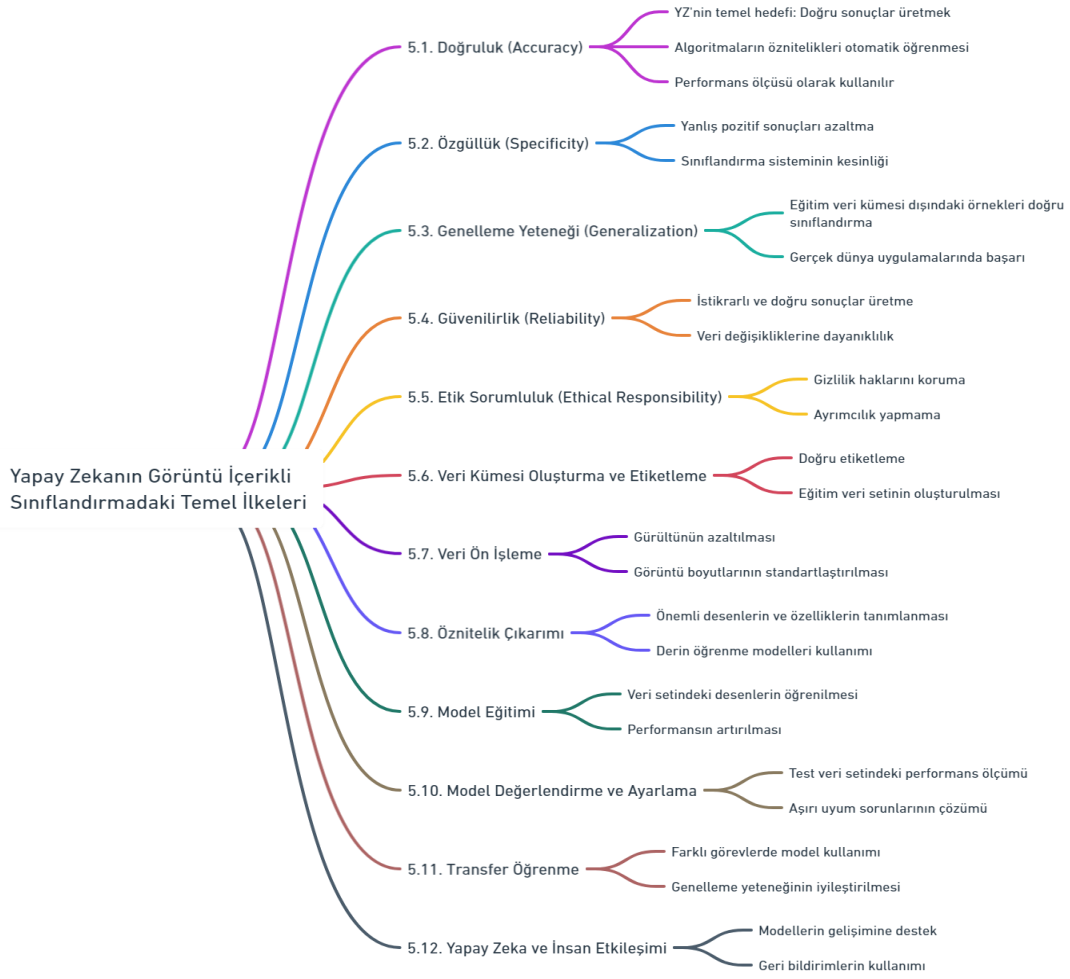 Yapay Zekanın Görüntü İçerikli
Sınıflandırmadaki Temel İlkeleri
5.1. Doğruluk (Accuracy)
YZ'nin temel hedefi: Doğru sonuçlar üretmek
Algoritmaların öznitelikleri otomatik öğrenmesi
Performans ölçüsü olarak kullanılır
5.2. Özgüllük (Specificity)
Yanlış pozitif sonuçları azaltma
Sınıflandırma sisteminin kesinliği
5.3. Genelleme Yeteneği (Generalization)
Eğitim veri kümesi dışındaki örnekleri doğru
sınıflandırma
Gerçek dünya uygulamalarında başarı
5.4. Güvenilirlik (Reliability)
İstikrarlı ve doğru sonuçlar üretme
Veri değişikliklerine dayanıklılık
5.5. Etik Sorumluluk (Ethical Responsibility)
Gizlilik haklarını koruma
Ayrımcılık yapmama
5.6. Veri Kümesi Oluşturma ve Etiketleme
Doğru etiketleme
Eğitim veri setinin oluşturulması
5.7. Veri Ön İşleme
Gürültünün azaltılması
Görüntü boyutlarının standartlaştırılması
5.8. Öznitelik Çıkarımı
Önemli desenlerin ve özelliklerin tanımlanması
Derin öğrenme modelleri kullanımı
5.9. Model Eğitimi
Veri setindeki desenlerin öğrenilmesi
Performansın artırılması
5.10. Model Değerlendirme ve Ayarlama
Test veri setindeki performans ölçümü
Aşırı uyum sorunlarının çözümü
5.11. Transfer Öğrenme
Farklı görevlerde model kullanımı
Genelleme yeteneğinin iyileştirilmesi
5.12. Yapay Zeka ve İnsan Etkileşimi
Modellerin gelişimine destek
Geri bildirimlerin kullanımı